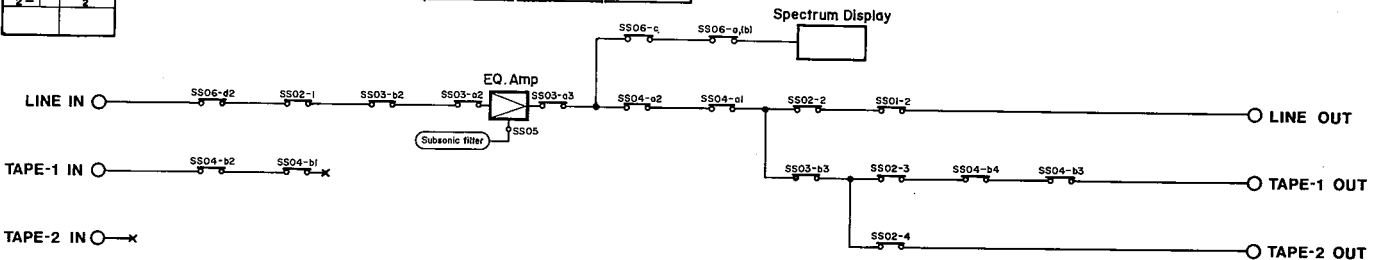 2 2
Spectrum Display
SS06-c SS06-a,(b)
EQ. Amp
LINE IN SS06-d2 SS02-1 SS03-b2 SS03-a2 SS03-a3 SS04-a2 SS04-a1 SS02-2 SS01-2 LINE OUT
SS05
Subsonic filter
TAPE-1 IN SS04-b2 SS04-b1 SS03-b3 SS02-3 SS04-b4 SS04-b3 TAPE-1 OUT
TAPE-2 IN SS02-4 TAPE-2 OUT